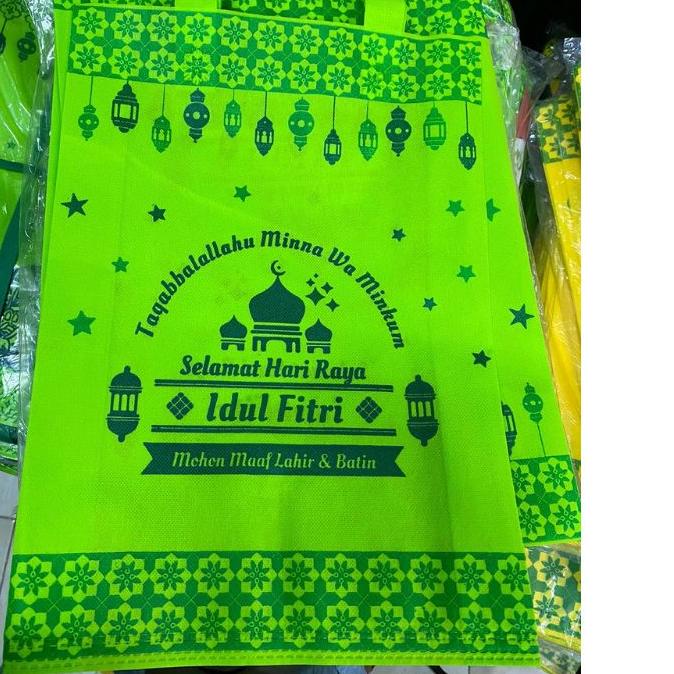 Taqabbalallahu Minna Wa Minkum
Selamat Hari Raya
Idul Fitri
Mohon Maaf Lahir & Batin